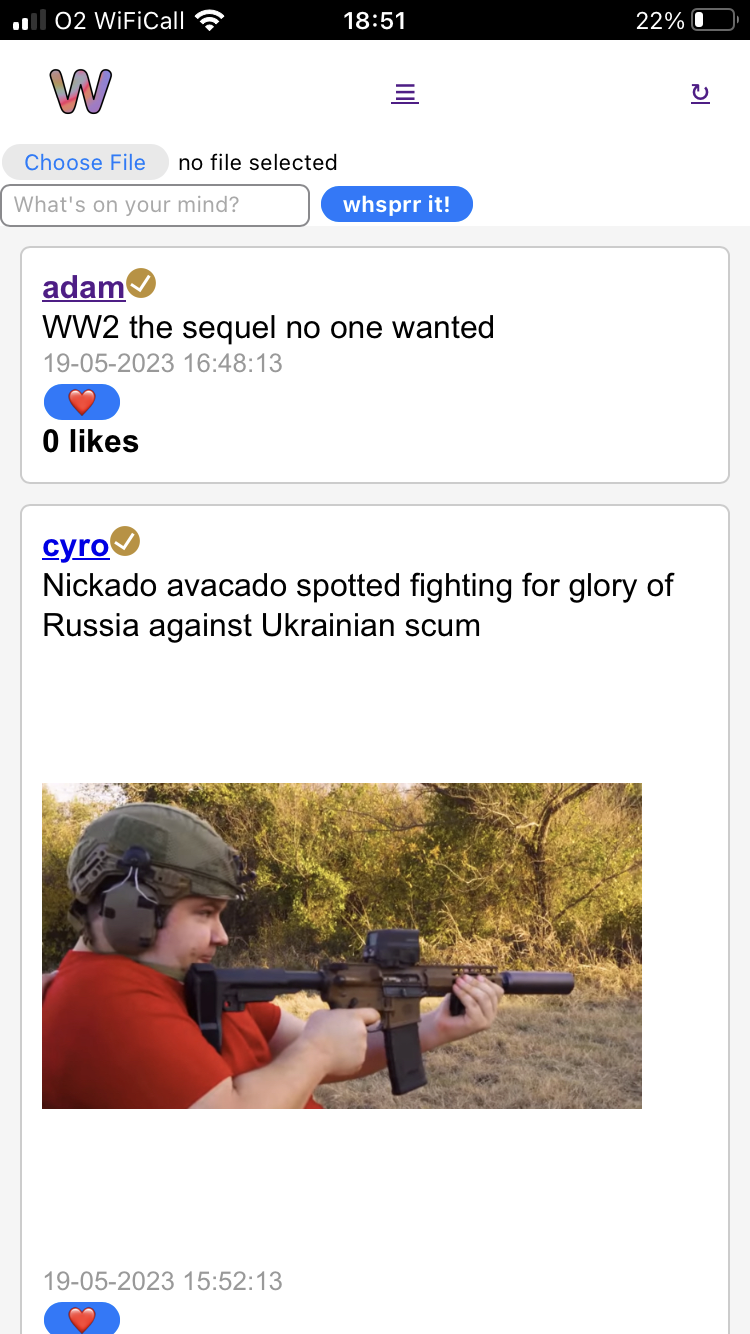 O2 WiFiCall 18:51 22%
W
Choose File no file selected
What's on your mind? whsprr it!
adam
WW2 the sequel no one wanted
19-05-2023 16:48:13
0 likes
cyro
Nickado avacado spotted fighting for glory of
Russia against Ukrainian scum
19-05-2023 15:52:13